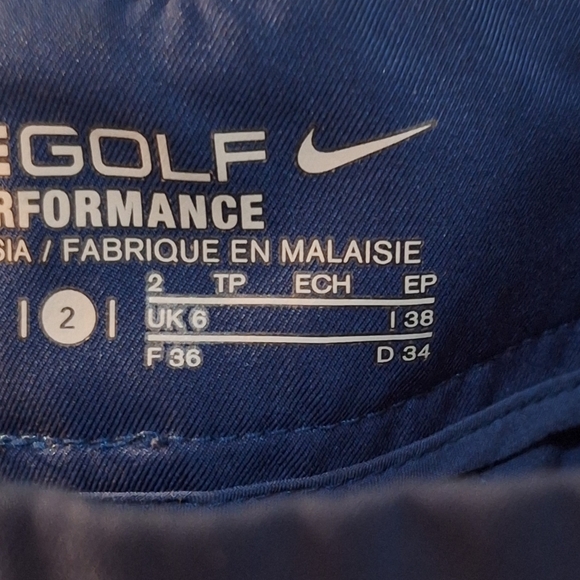 EGOLF
RFORMANCE
SIA / FABRIQUE EN MALAISIE
2 TP ECH EP
| 2 | UK 6 I 38
F 36 D 34